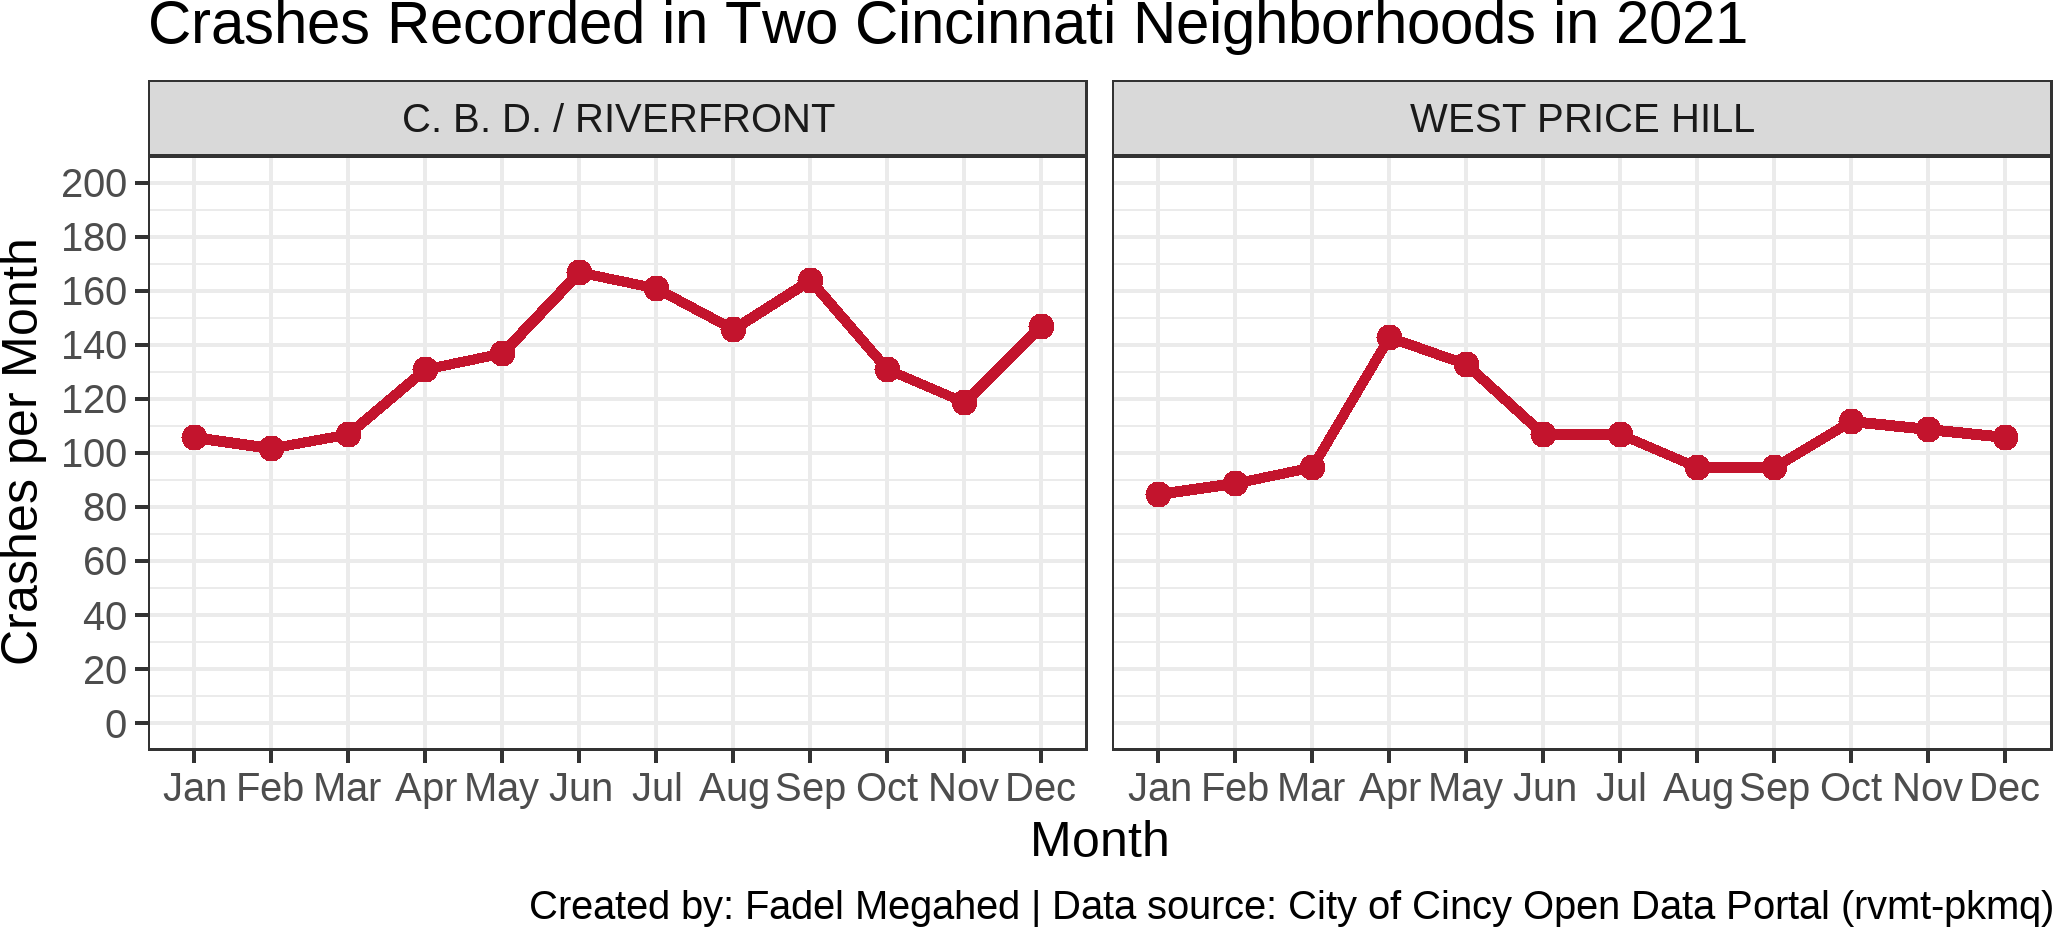 Crashes Recorded in Two Cincinnati Neighborhoods in 2021
C. B. D. / RIVERFRONT
WEST PRICE HILL
Crashes per Month
200
180
160
140
120
100
80
60
40
20
0
Jan Feb Mar Apr May Jun Jul Aug Sep Oct Nov Dec
Jan Feb Mar Apr May Jun Jul Aug Sep Oct Nov Dec
Month
Created by: Fadel Megahed | Data source: City of Cincy Open Data Portal (rvmt-pkmq)